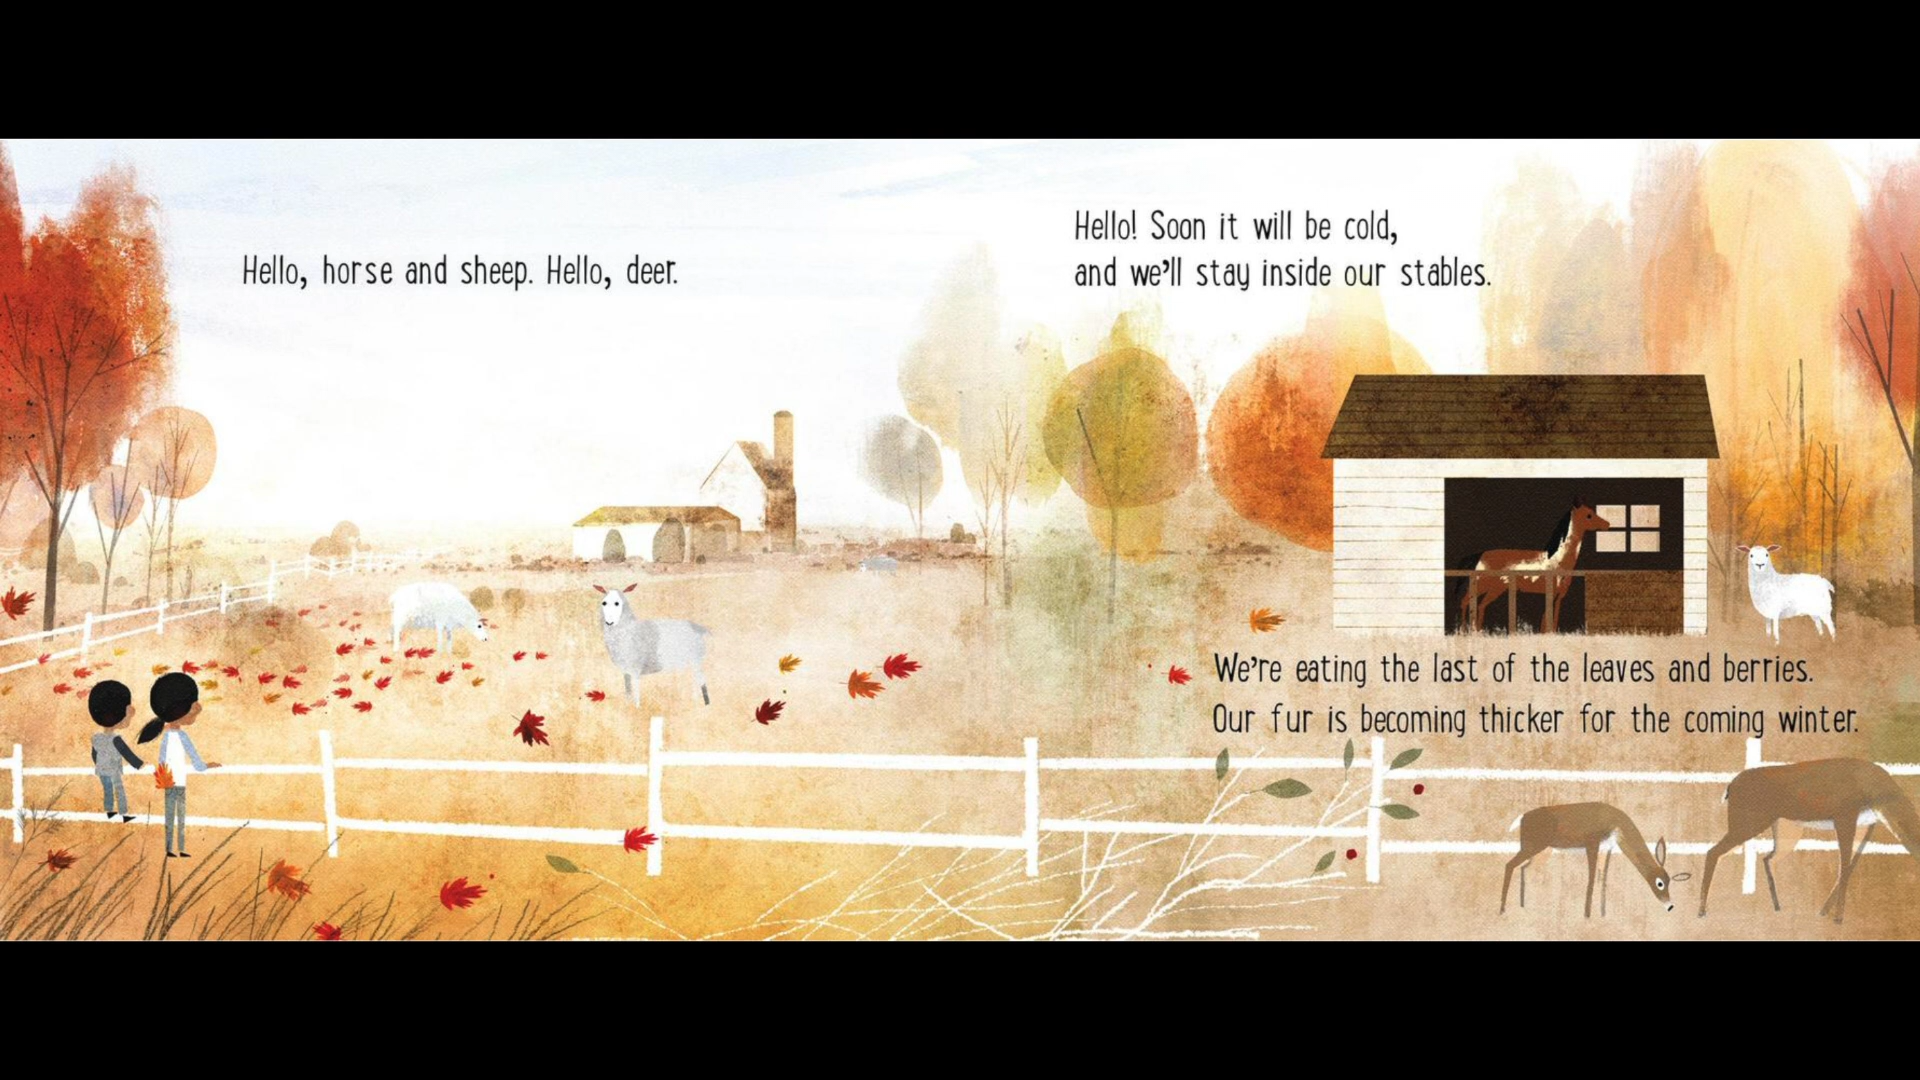 Hello, horse and sheep. Hello, deer.
Hello! Soon it will be cold,
and we'll stay inside our stables.
We're eating the last of the leaves and berries.
Our fur is becoming thicker for the coming winter.